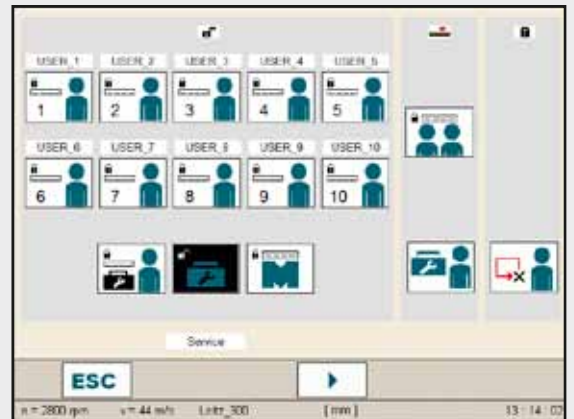 USER_1 USER_2 USER_3 USER_4 USER_5
1 2 3 4 5
USER_6 USER_7 USER_8 USER_9 USER_10
6 7 8 9 10
M
Service
ESC
n = 2800 rpm v = 44 m/s Leitz_300 [ mm ] 13 : 14 : 02